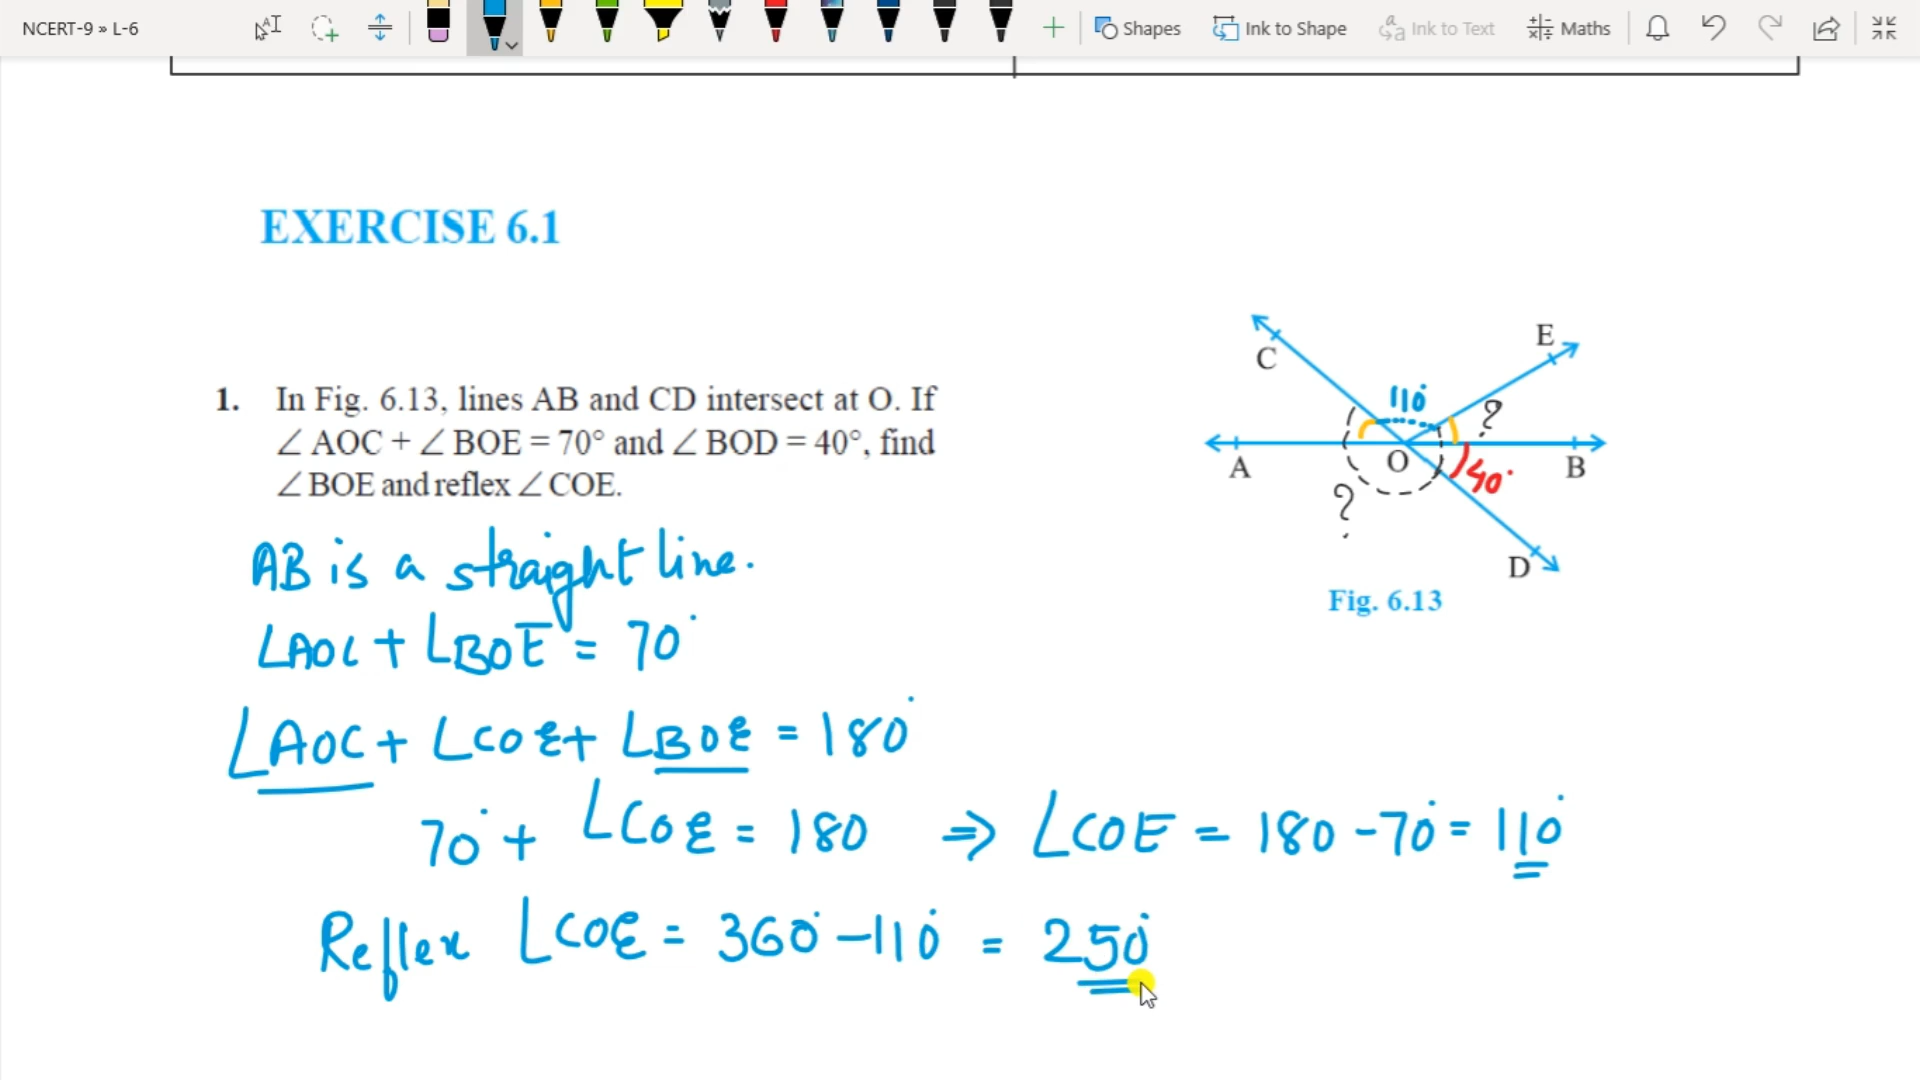 NCERT-9 » L-6
Shapes
Ink to Shape
Ink to Text
Maths
EXERCISE 6.1
1. In Fig. 6.13, lines AB and CD intersect at O. If
∠ AOC + ∠ BOE = 70° and ∠ BOD = 40°, find
∠ BOE and reflex ∠ COE.
C
E
110°
?
A
O
40°
B
?
D
Fig. 6.13
AB is a straight line.
∠AOC + ∠BOE = 70°
∠AOC + ∠COE + ∠BOE = 180°
70° + ∠COE = 180 ⇒ ∠COE = 180 - 70° = 110°
Reflex ∠COE = 360° - 110° = 250°